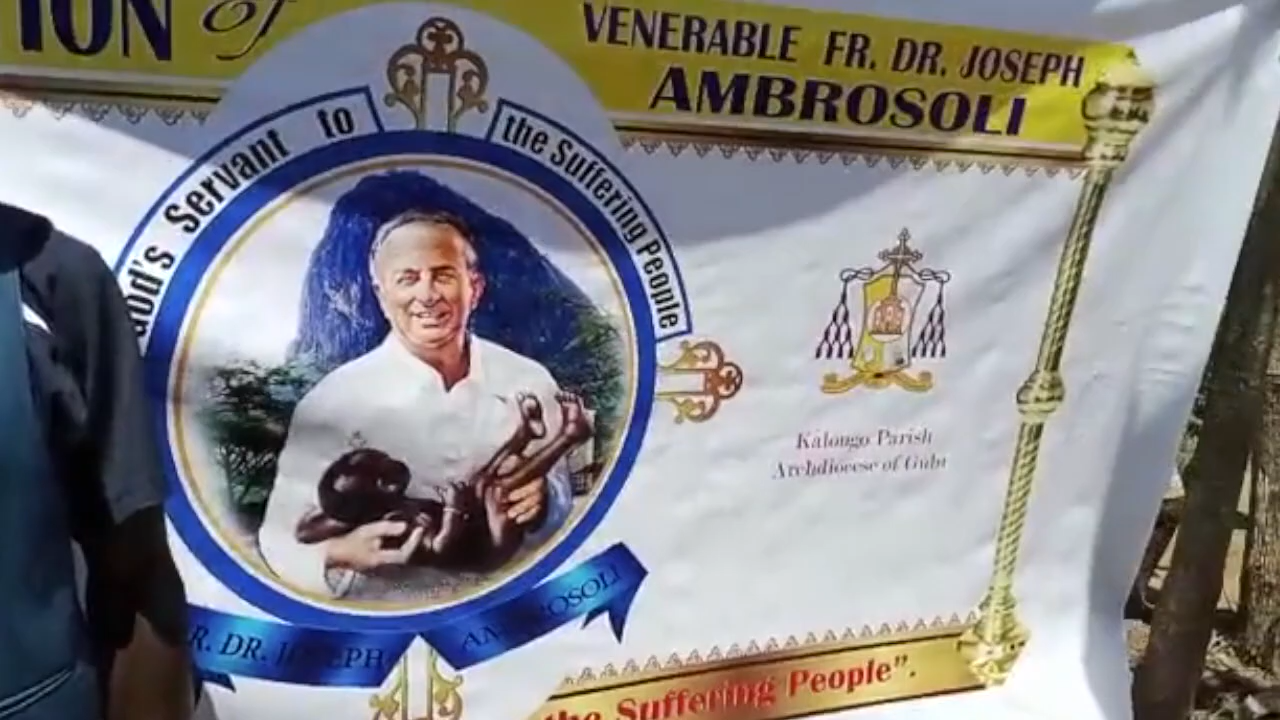 ION of
VENERABLE FR. DR. JOSEPH
AMBROSOLI
God's Servant to
the Suffering People
Kalongo Parish
Archdiocese of Gulu
R. DR. JOSEPH
AMBROSOLI
the Suffering People".